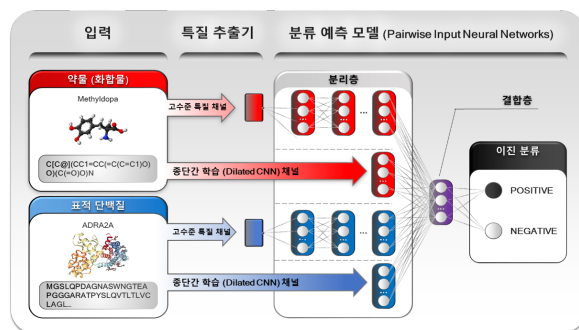 입력
특질 추출기
분류 예측 모델 (Pairwise Input Neural Networks)
약물 (화합물)
Methyldopa
C[C@](CC1=CC(=C(C=C1)O)
O)(C(=O)O)N
고수준 특질 채널
종단간 학습 (Dilated CNN) 채널
분리층
...
결합층
이진 분류
POSITIVE
NEGATIVE
표적 단백질
ADRA2A
MGSLQPDAGNASWNGTEA
PGGGARATPYSLQVTLTLVC
LAGL..
고수준 특질 채널
종단간 학습 (Dilated CNN) 채널
...